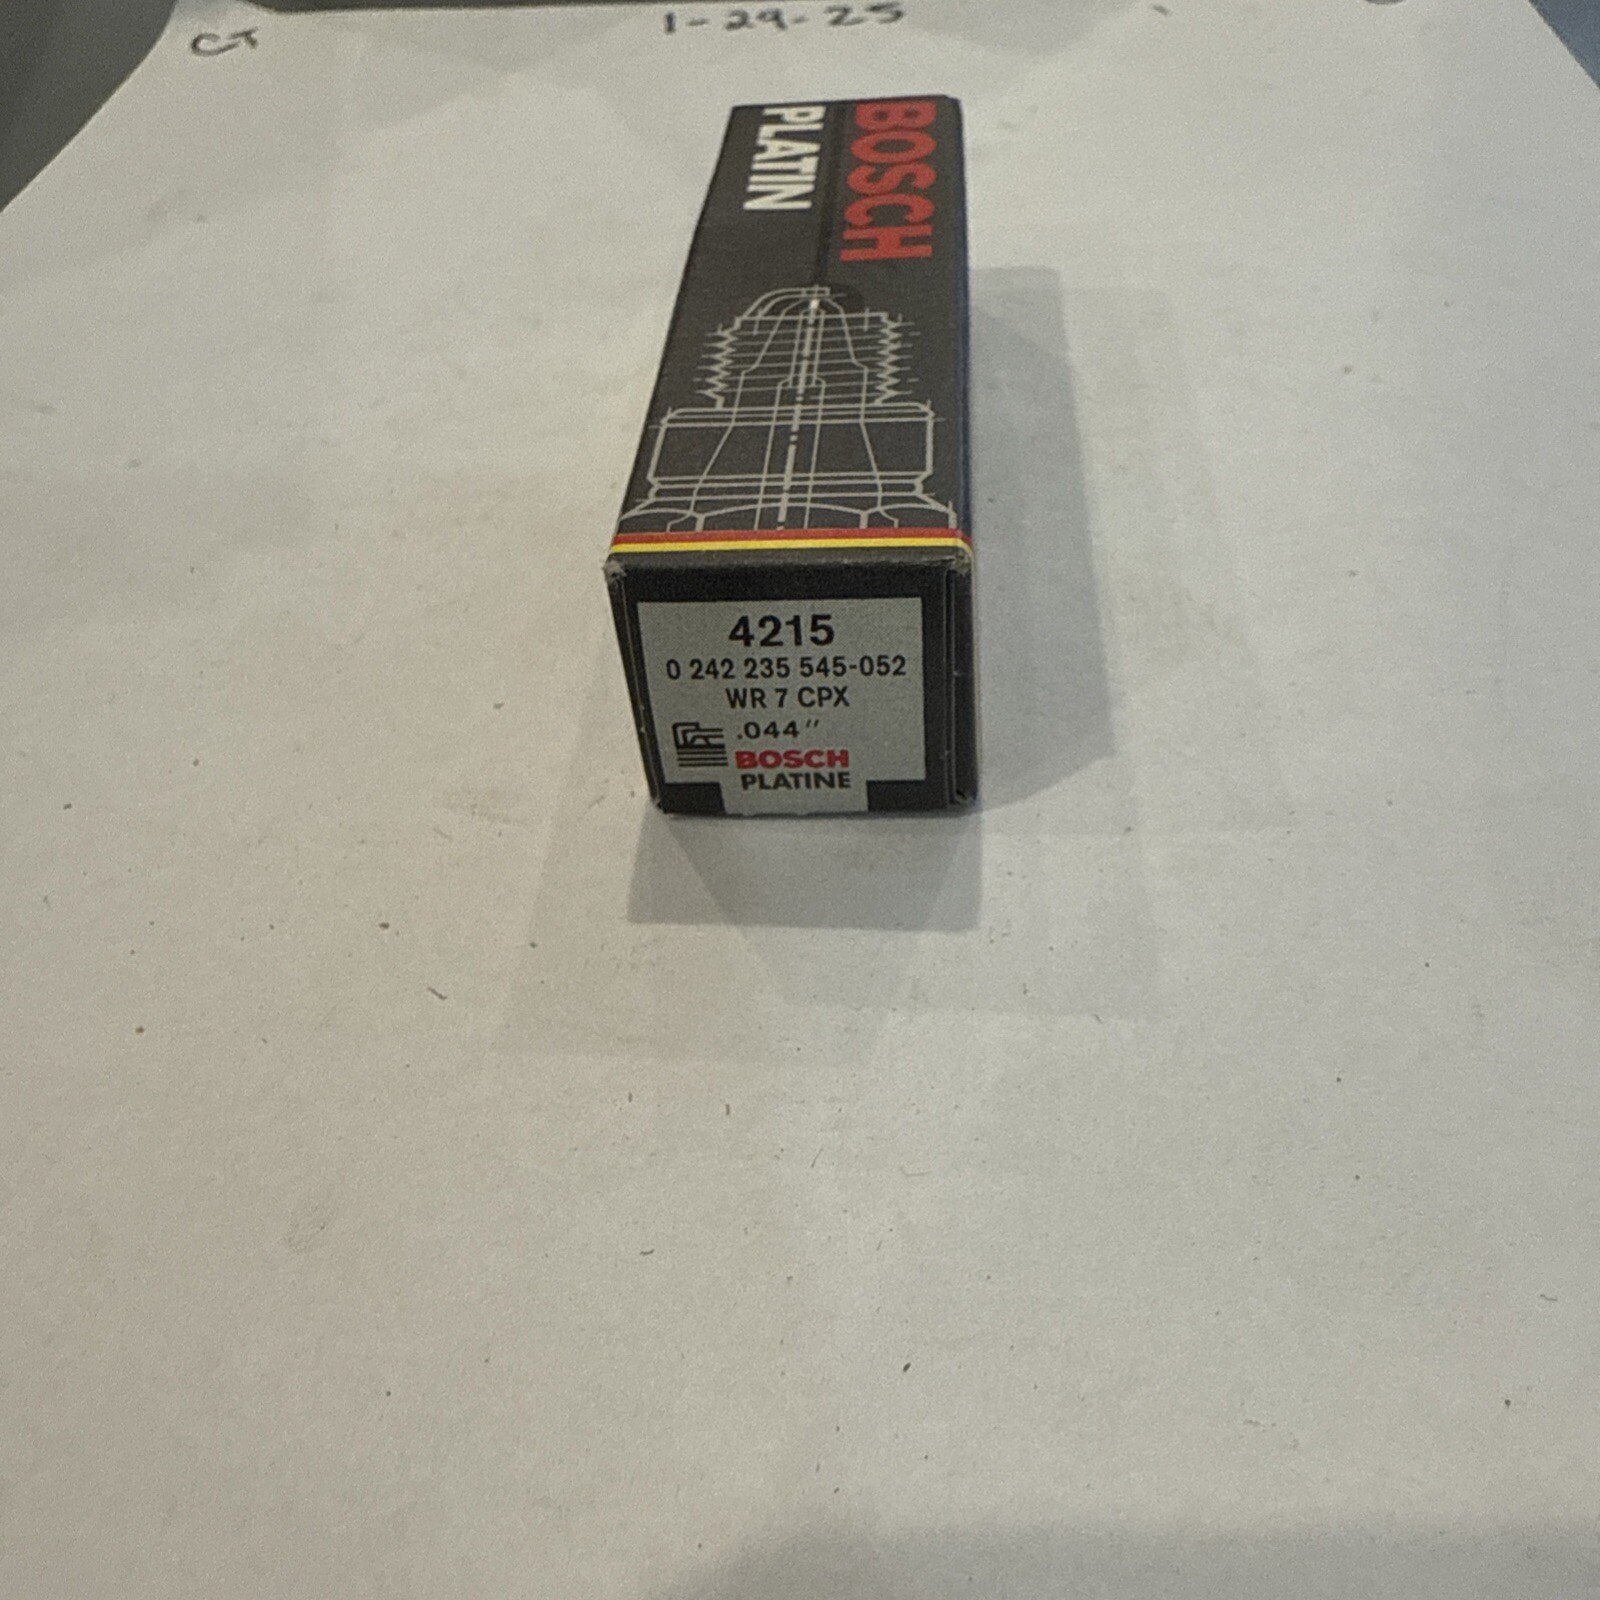 CT
1-29-25
BOSCH
PLATIN
4215
0 242 235 545-052
WR 7 CPX
.044"
BOSCH
PLATINE